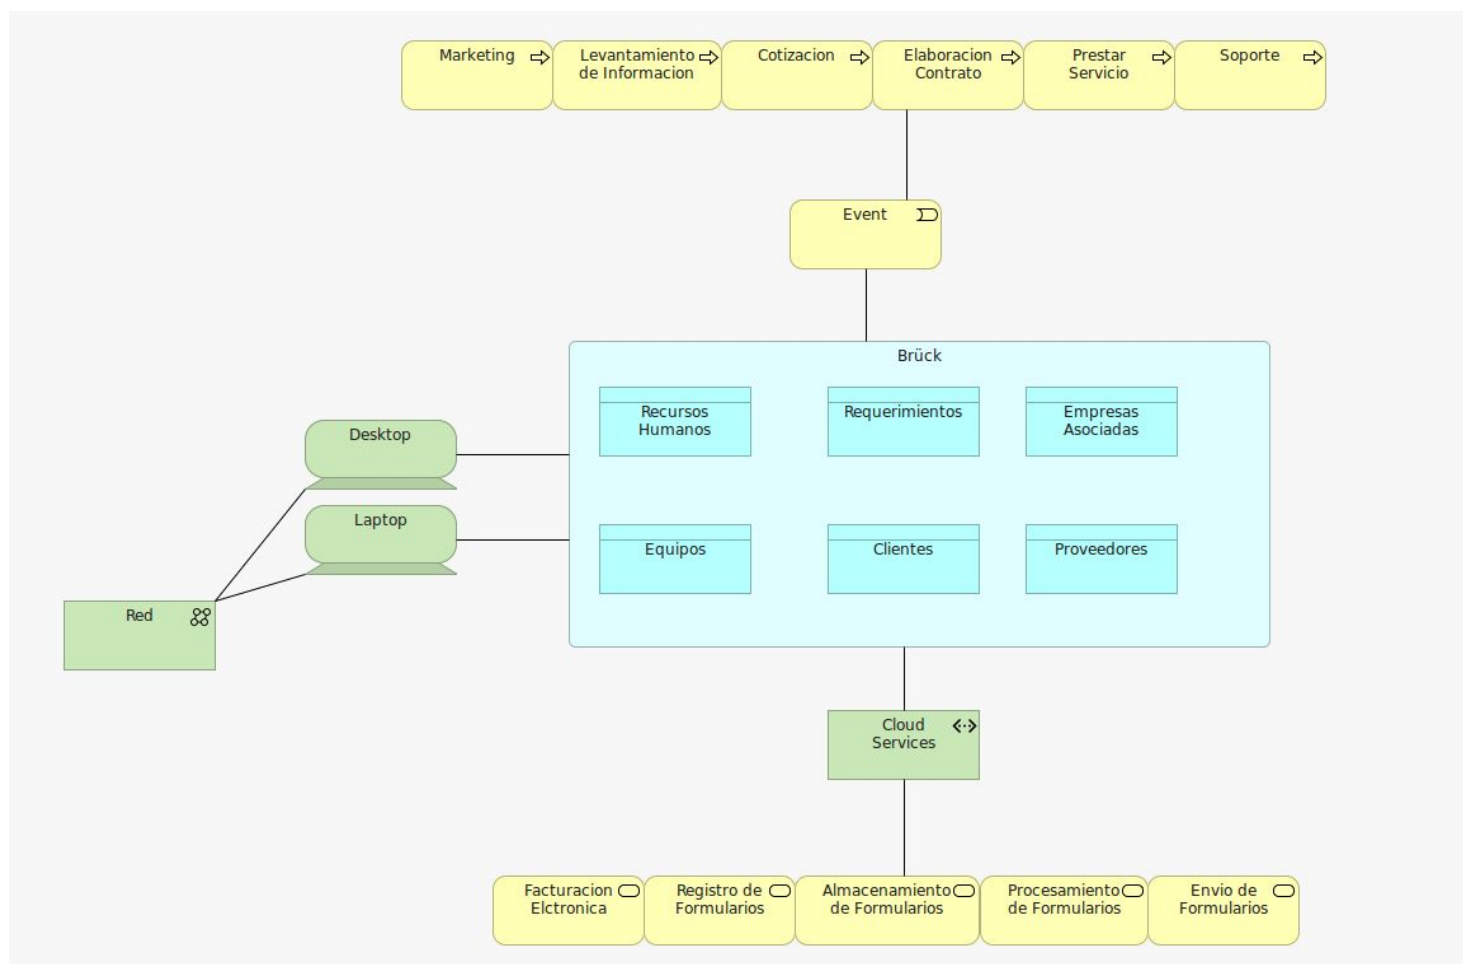 Marketing
Levantamiento
de Informacion
Cotizacion
Elaboracion
Contrato
Prestar
Servicio
Soporte
Event
Brück
Recursos
Humanos
Requerimientos
Empresas
Asociadas
Desktop
Laptop
Equipos
Clientes
Proveedores
Red
Cloud
Services
Facturacion
Elctronica
Registro de
Formularios
Almacenamiento
de Formularios
Procesamiento
de Formularios
Envio de
Formularios